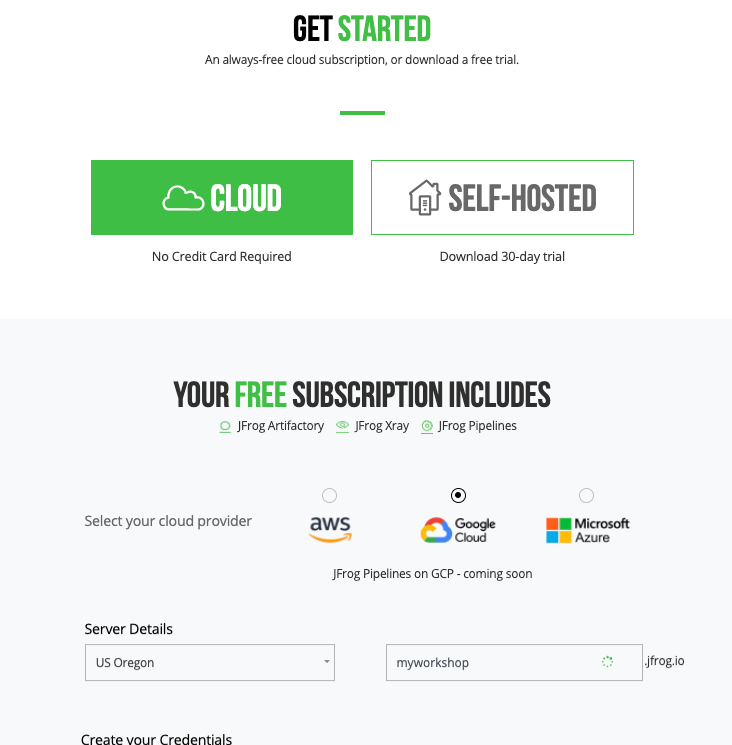 GET STARTED
An always-free cloud subscription, or download a free trial.
CLOUD
SELF-HOSTED
No Credit Card Required
Download 30-day trial
YOUR FREE SUBSCRIPTION INCLUDES
JFrog Artifactory JFrog Xray JFrog Pipelines
Select your cloud provider
aws
Google Cloud
Microsoft Azure
JFrog Pipelines on GCP - coming soon
Server Details
US Oregon
myworkshop
.jfrog.io
Create your Credentials